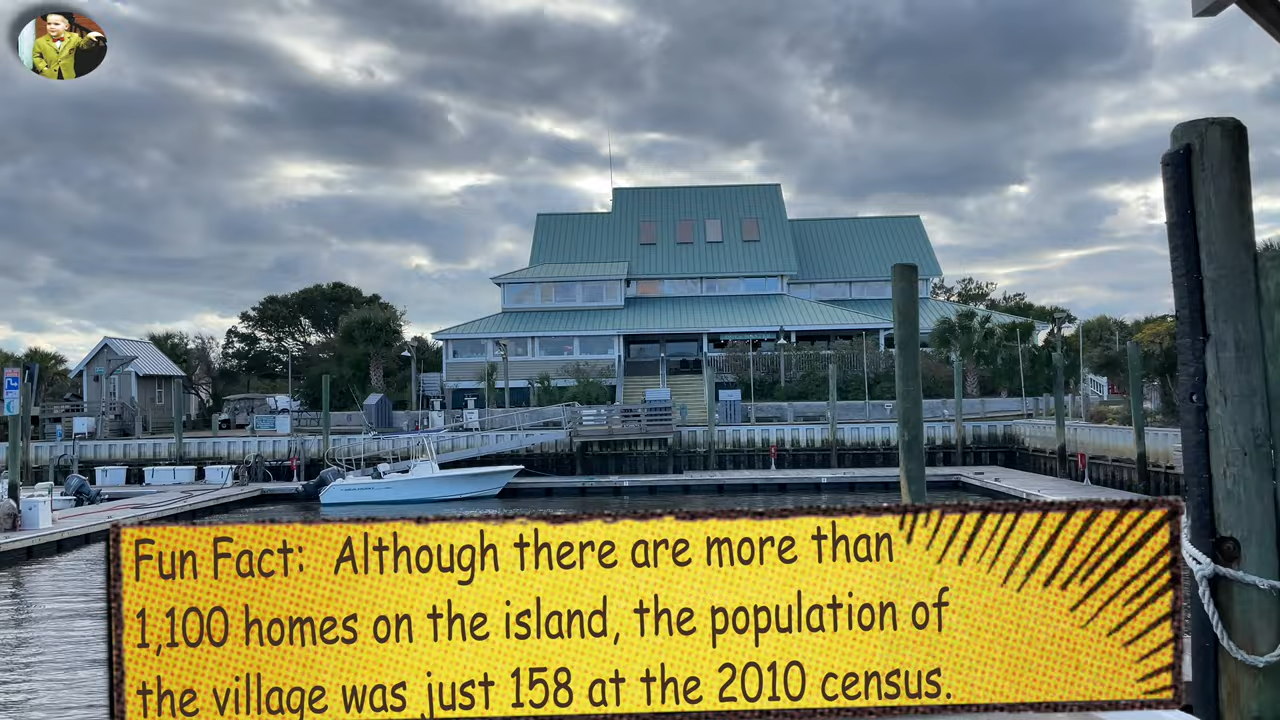 Fun Fact:  Although there are more than
1,100 homes on the island, the population of
the village was just 158 at the 2010 census.